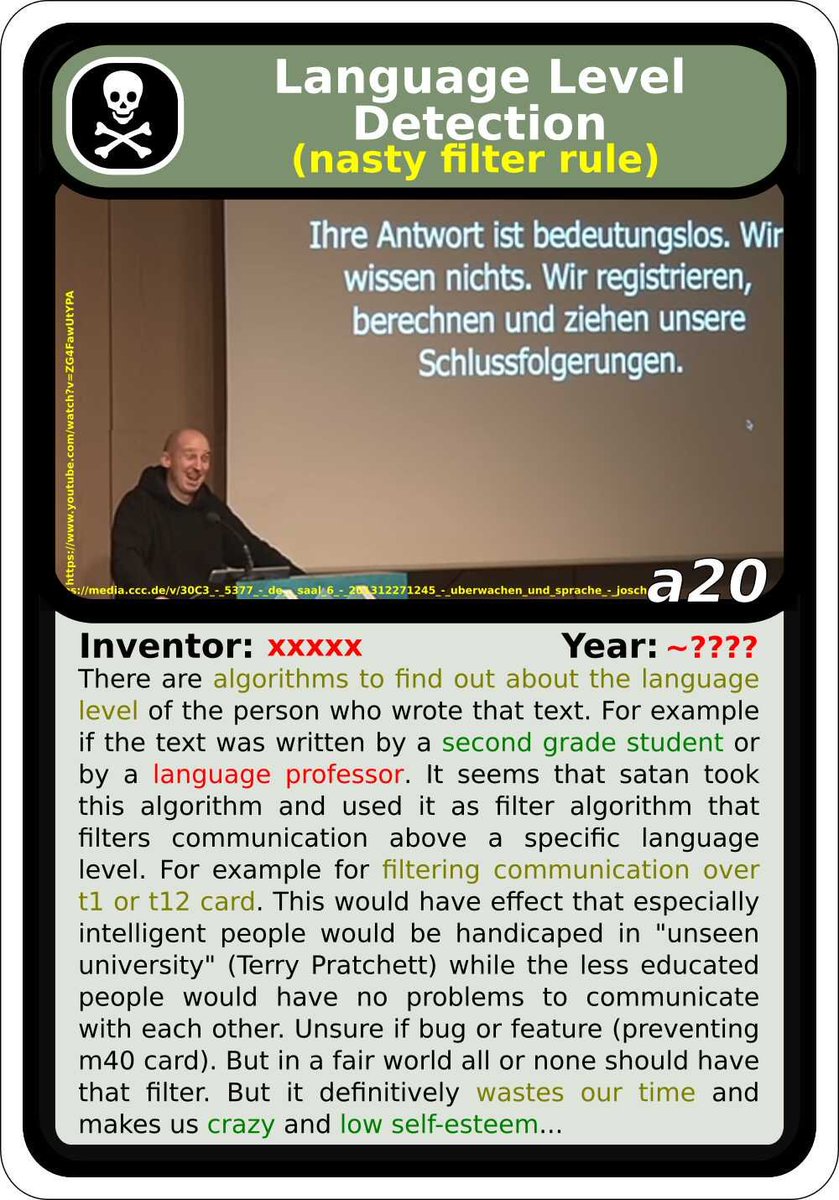 Language Level
Detection
(nasty filter rule)
Ihre Antwort ist bedeutungslos. Wir
wissen nichts. Wir registrieren,
berechnen und ziehen unsere
Schlussfolgerungen.
https://www.youtube.com/watch?v=ZG4FawUtYPA
s://media.ccc.de/v/30C3_-_5377_-_de_-_saal_6_-_201312271245_-_uberwachen_und_sprache_-_josch
a20
Inventor: xxxxx Year: ~????
There are algorithms to find out about the language
level of the person who wrote that text. For example
if the text was written by a second grade student or
by a language professor. It seems that satan took
this algorithm and used it as filter algorithm that
filters communication above a specific language
level. For example for filtering communication over
t1 or t12 card. This would have effect that especially
intelligent people would be handicaped in "unseen
university" (Terry Pratchett) while the less educated
people would have no problems to communicate
with each other. Unsure if bug or feature (preventing
m40 card). But in a fair world all or none should have
that filter. But it definitively wastes our time and
makes us crazy and low self-esteem...